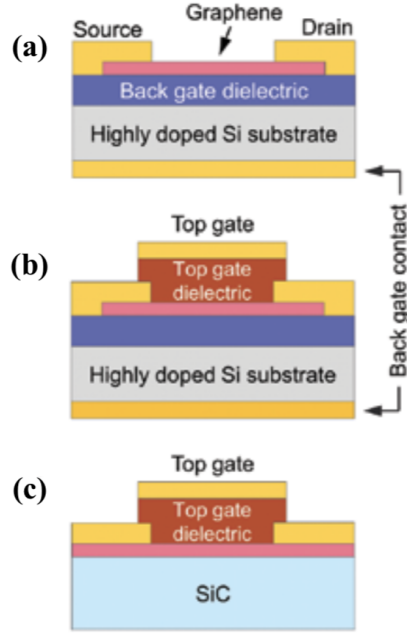 Graphene
Source
Drain
(a)
Back gate dielectric
Highly doped Si substrate
Back gate contact
Top gate
(b)
Top gate
dielectric
Highly doped Si substrate
Top gate
(c)
Top gate
dielectric
SiC